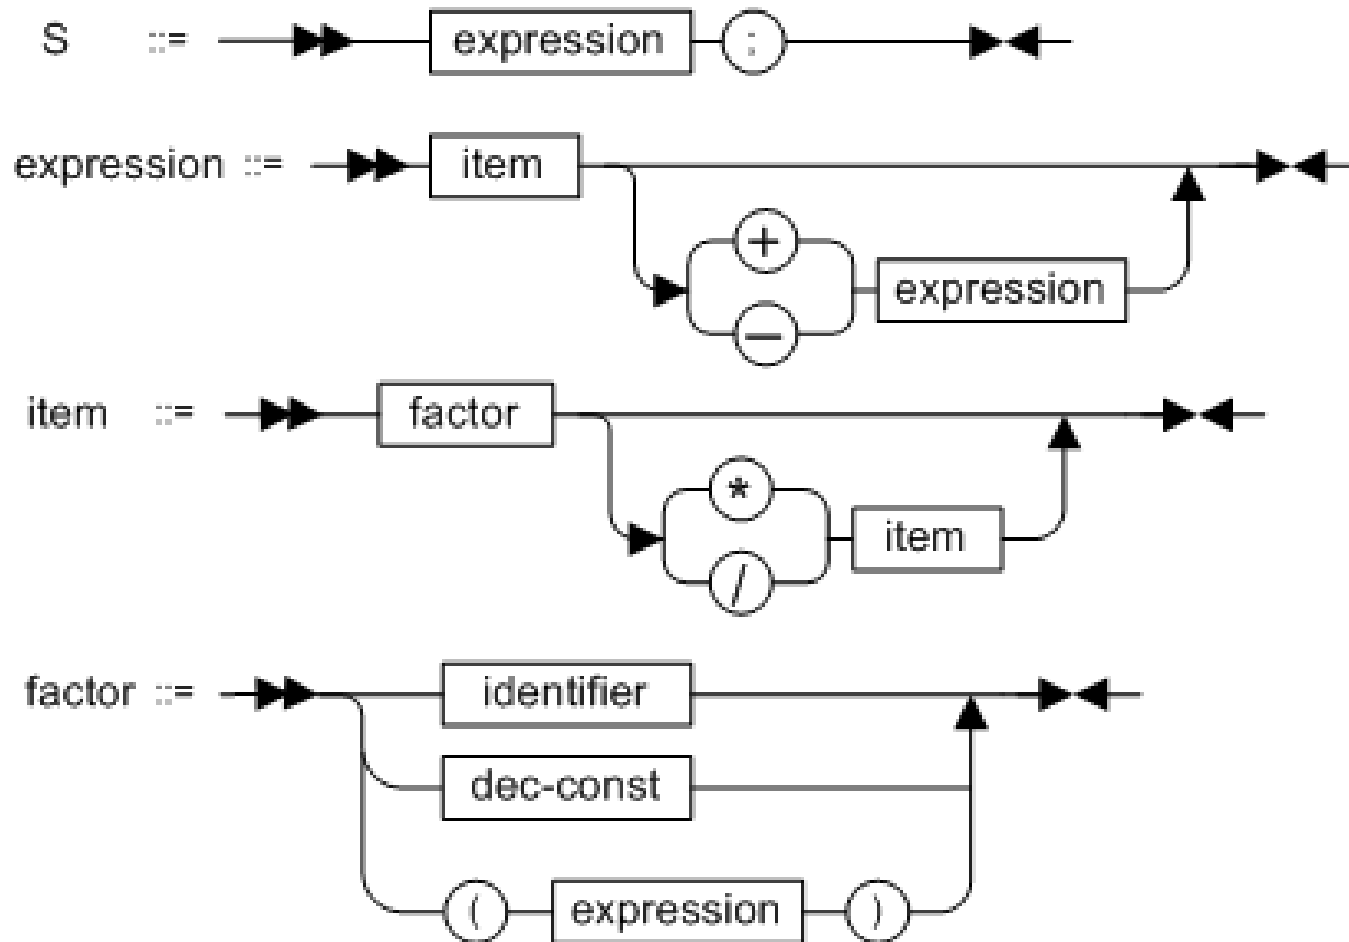 S ::= expression :
expression ::= item
+
expression
−
item ::= factor
*
item
/
factor ::= identifier
dec-const
( expression )